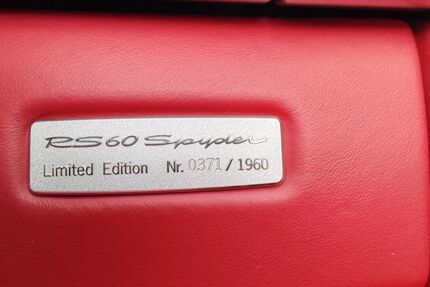 RS60 Spyder
Limited Edition Nr. 0371 / 1960